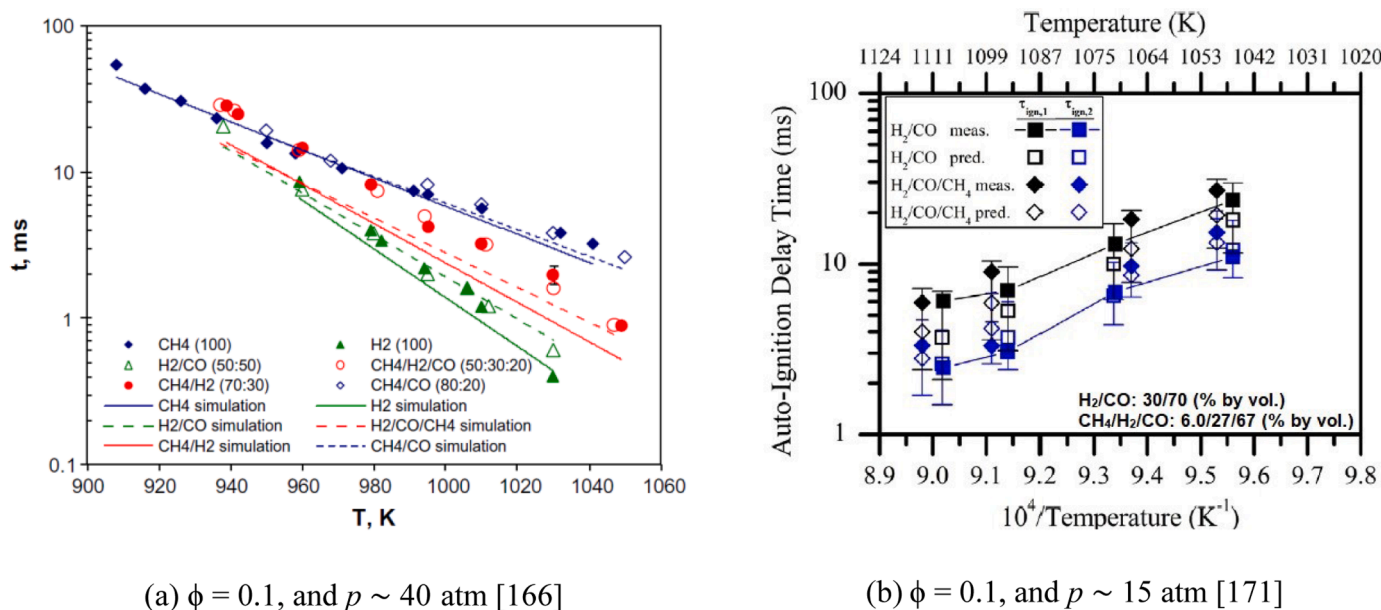 100
10
1
0.1
t, ms
CH4 (100)
H2 (100)
H2/CO (50:50)
CH4/H2/CO (50:30:20)
CH4/H2 (70:30)
CH4/CO (80:20)
CH4 simulation
H2 simulation
H2/CO simulation
H2/CO/CH4 simulation
CH4/H2 simulation
CH4/CO simulation
900 920 940 960 980 1000 1020 1040 1060
T, K
(a) ϕ = 0.1, and p ~ 40 atm [166]
Temperature (K)
1124 1111 1099 1087 1075 1064 1053 1042 1031 1020
100
10
1
Auto-Ignition Delay Time (ms)
τign,1 τign,2
H2/CO meas.
H2/CO pred.
H2/CO/CH4 meas.
H2/CO/CH4 pred.
H2/CO: 30/70 (% by vol.)
CH4/H2/CO: 6.0/27/67 (% by vol.)
8.9 9.0 9.1 9.2 9.3 9.4 9.5 9.6 9.7 9.8
10⁴/Temperature (K⁻¹)
(b) ϕ = 0.1, and p ~ 15 atm [171]